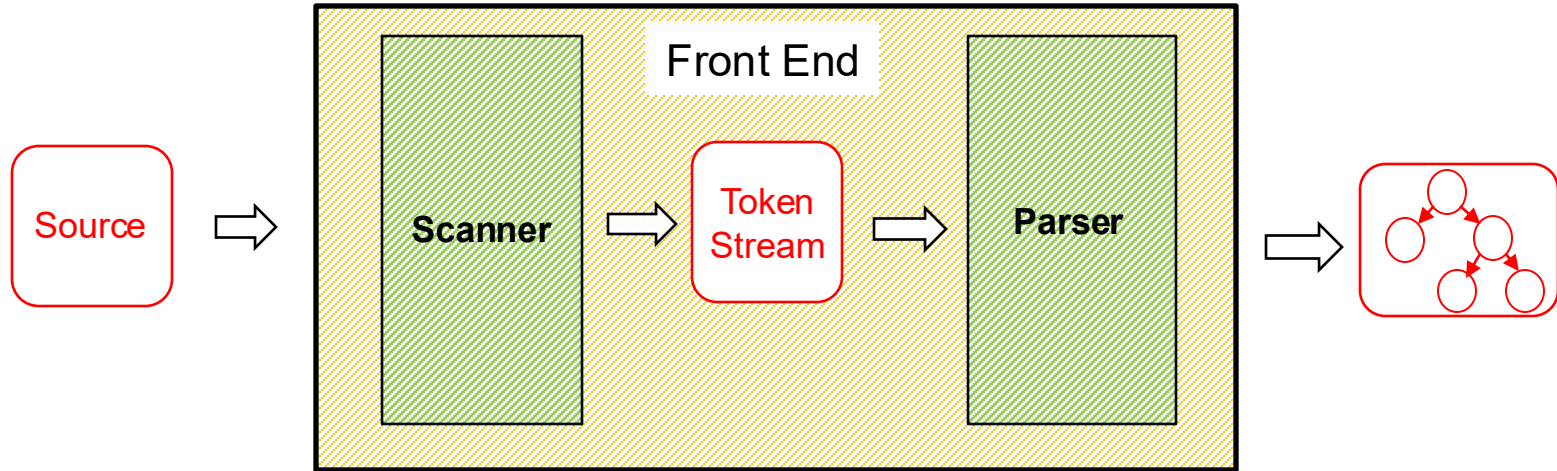 Front End
Source
Scanner
Token
Stream
Parser